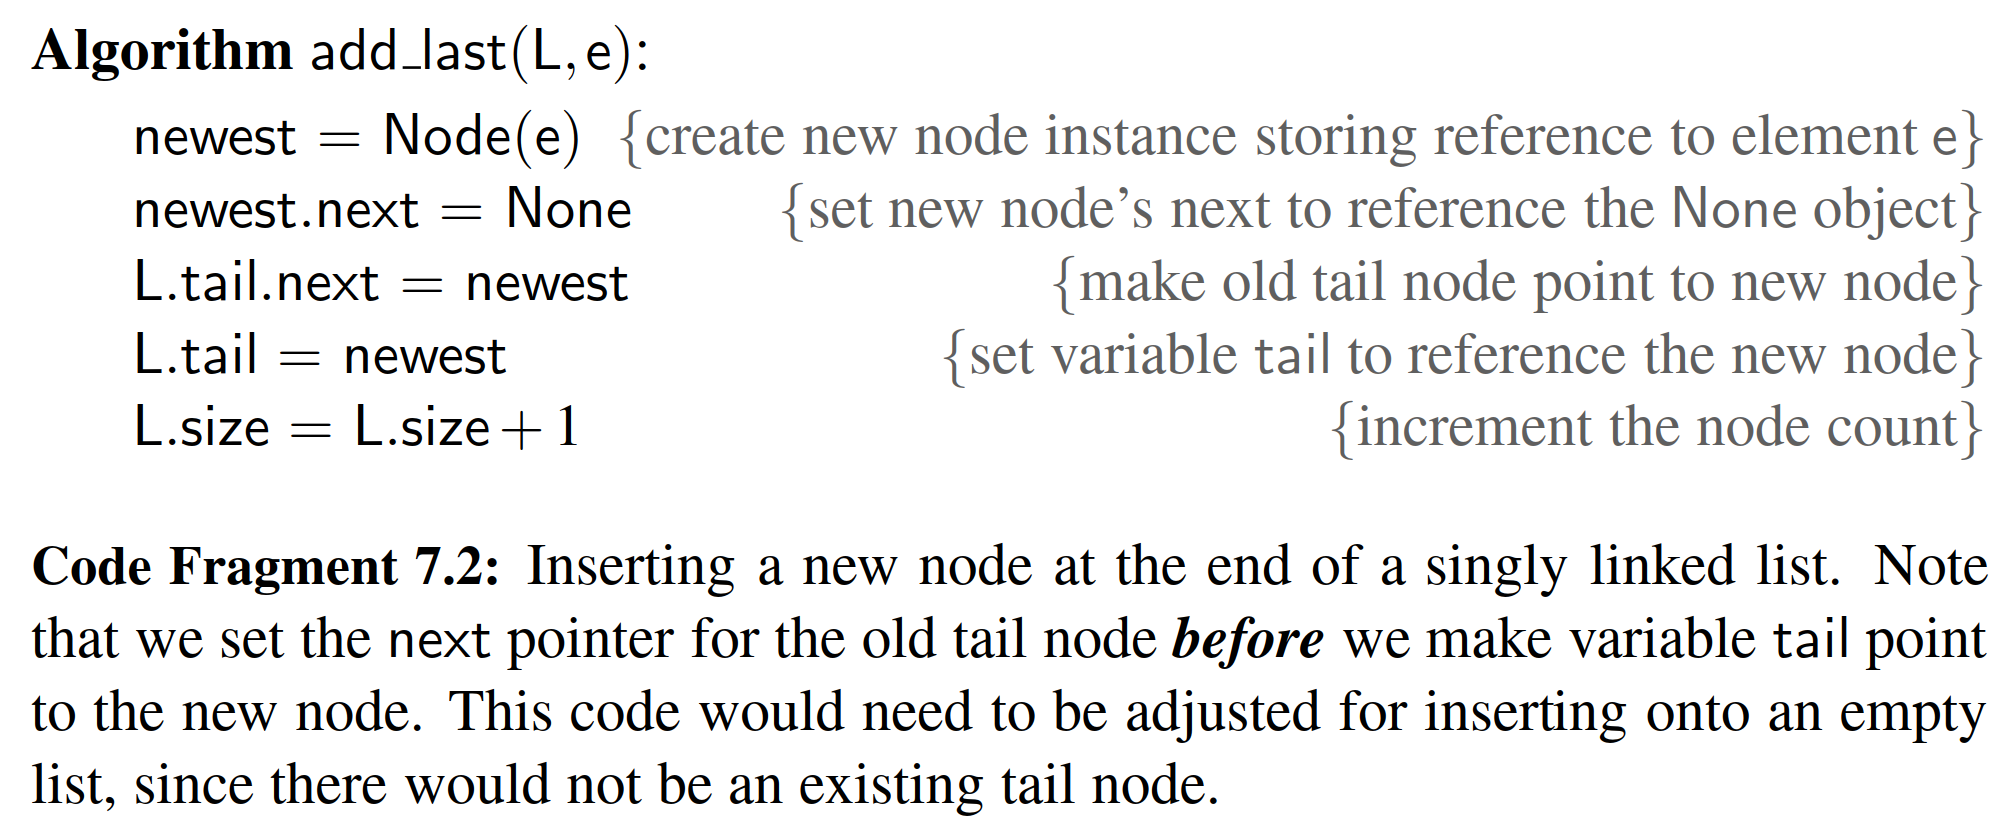 Algorithm add_last(L, e):
newest = Node(e) {create new node instance storing reference to element e}
newest.next = None {set new node’s next to reference the None object}
L.tail.next = newest {make old tail node point to new node}
L.tail = newest {set variable tail to reference the new node}
L.size = L.size + 1 {increment the node count}
Code Fragment 7.2: Inserting a new node at the end of a singly linked list. Note
that we set the next pointer for the old tail node before we make variable tail point
to the new node. This code would need to be adjusted for inserting onto an empty
list, since there would not be an existing tail node.